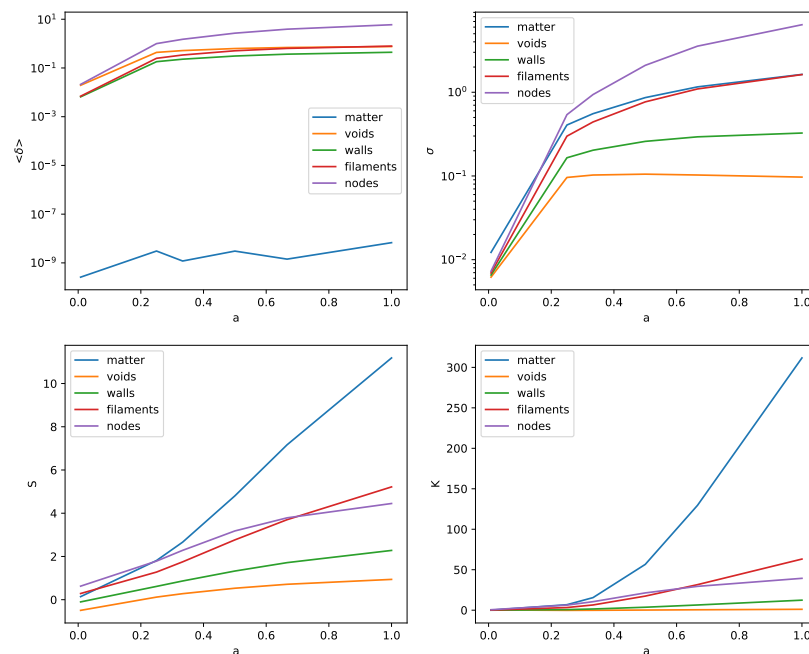 10^1
10^-1
10^-3
10^-5
10^-7
10^-9
<δ>
matter
voids
walls
filaments
nodes
0.0 0.2 0.4 0.6 0.8 1.0
a
10^0
10^-1
10^-2
σ
matter
voids
walls
filaments
nodes
0.0 0.2 0.4 0.6 0.8 1.0
a
10
8
6
4
2
0
S
matter
voids
walls
filaments
nodes
0.0 0.2 0.4 0.6 0.8 1.0
a
300
250
200
150
100
50
0
K
matter
voids
walls
filaments
nodes
0.0 0.2 0.4 0.6 0.8 1.0
a